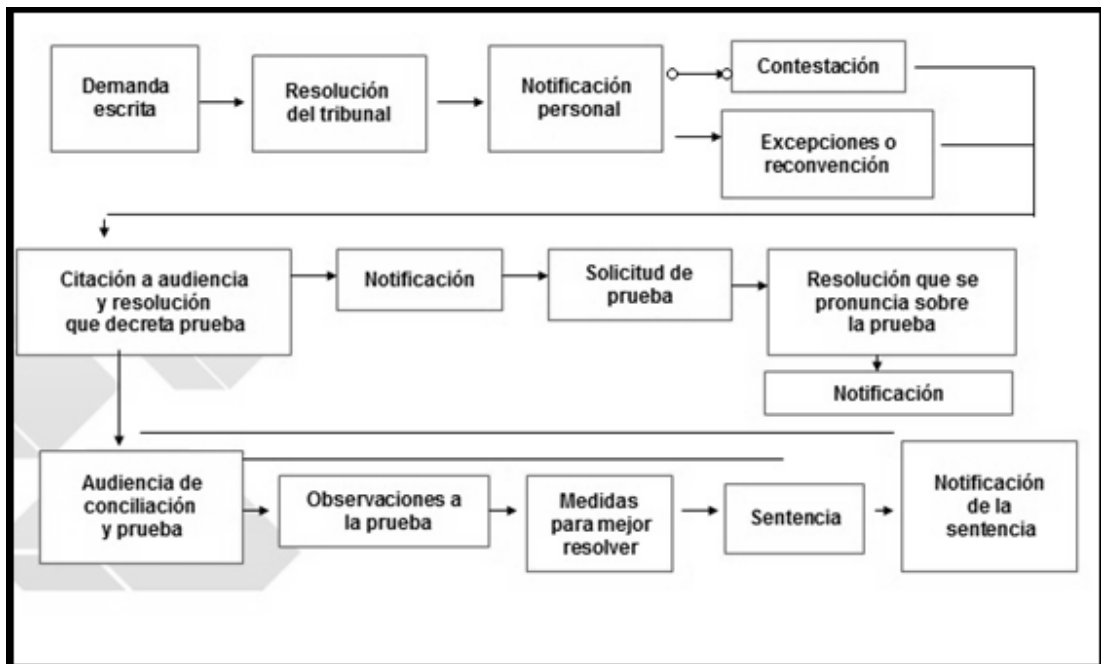 Demanda
escrita
Resolución
del tribunal
Notificación
personal
Contestación
Excepciones o
reconvención
Citación a audiencia
y resolución
que decreta prueba
Notificación
Solicitud de
prueba
Resolución que se
pronuncia sobre
la prueba
Notificación
Audiencia de
conciliación
y prueba
Observaciones a
la prueba
Medidas
para mejor
resolver
Sentencia
Notificación
de la
sentencia